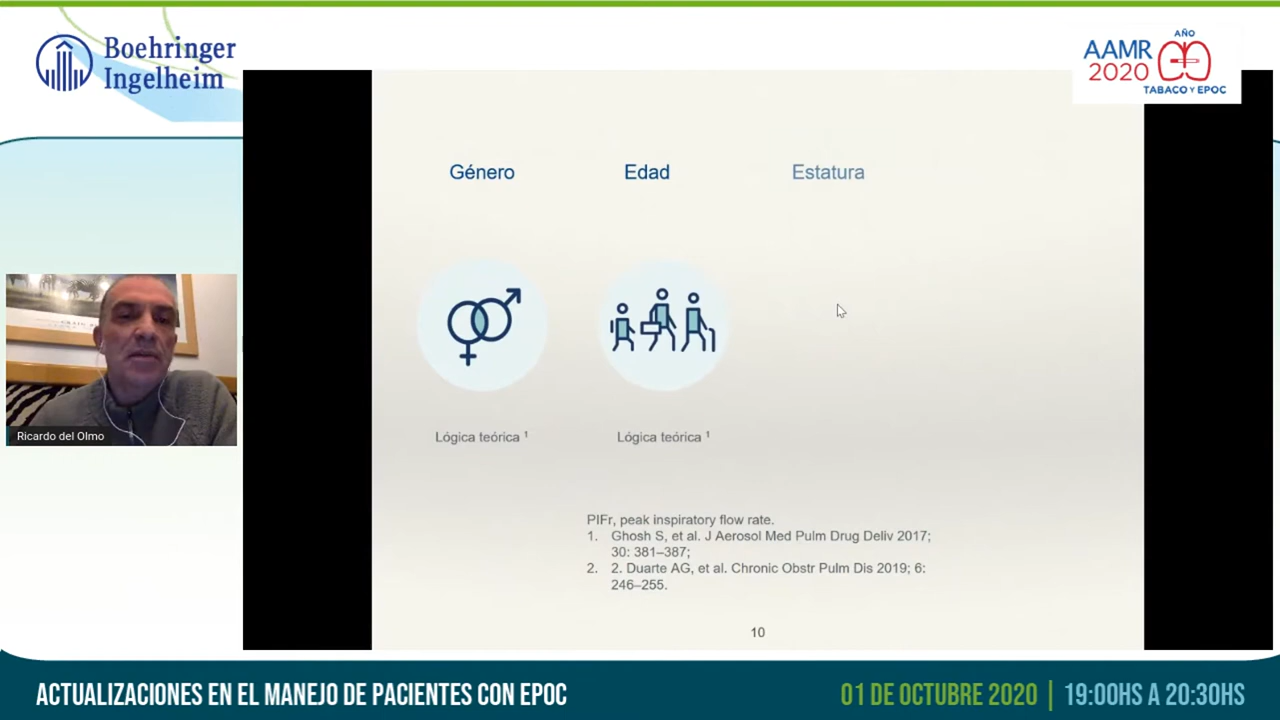 Boehringer
Ingelheim
AÑO
AAMR
2020
TABACO Y EPOC
Género
Edad
Estatura
Lógica teórica ¹
Lógica teórica ¹
Ricardo del Olmo
PIFr, peak inspiratory flow rate.
1. Ghosh S, et al. J Aerosol Med Pulm Drug Deliv 2017;
30: 381–387;
2. 2. Duarte AG, et al. Chronic Obstr Pulm Dis 2019; 6:
246–255.
10
ACTUALIZACIONES EN EL MANEJO DE PACIENTES CON EPOC
01 DE OCTUBRE 2020 | 19:00HS A 20:30HS